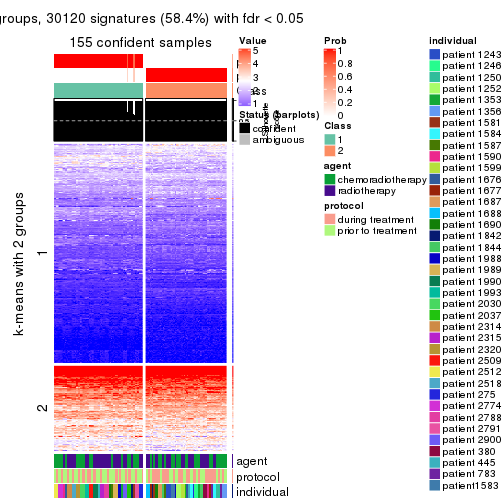 groups, 30120 signatures (58.4%) with fdr < 0.05
155 confident samples
k-means with 2 groups
1
2
agent
protocol
individual
Value
5
4
3
2
1
Status (barplots)
confident
ambiguous
Prob
1
0.8
0.6
0.4
0.2
0
Class
1
2
agent
chemoradiotherapy
radiotherapy
protocol
during treatment
prior to treatment
individual
patient 1243
patient 1246
patient 1250
patient 1252
patient 1353
patient 1356
patient 1581
patient 1584
patient 1587
patient 1590
patient 1599
patient 1676
patient 1677
patient 1687
patient 1688
patient 1690
patient 1842
patient 1844
patient 1988
patient 1989
patient 1990
patient 1993
patient 2030
patient 2037
patient 2314
patient 2315
patient 2320
patient 2509
patient 2512
patient 2518
patient 275
patient 2774
patient 2788
patient 2791
patient 2900
patient 380
patient 445
patient 783
patient1583